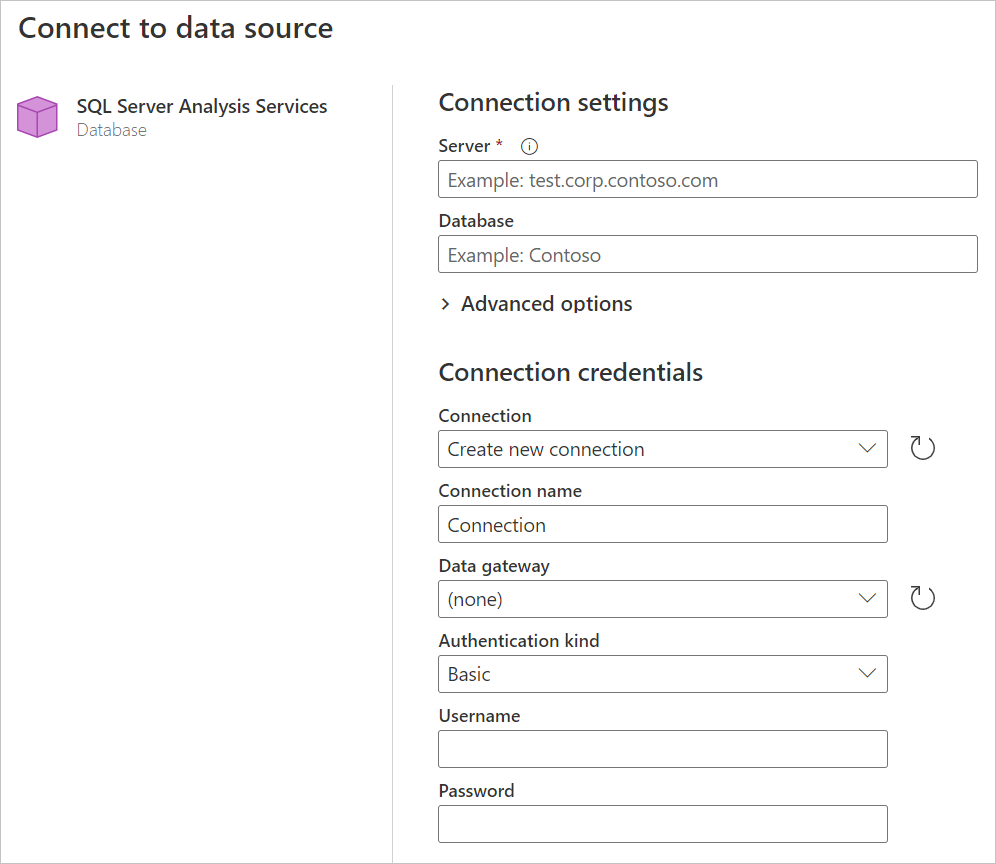 Connect to data source
SQL Server Analysis Services
Database
Connection settings
Server *
Example: test.corp.contoso.com
Database
Example: Contoso
Advanced options
Connection credentials
Connection
Create new connection
Connection name
Connection
Data gateway
(none)
Authentication kind
Basic
Username
Password